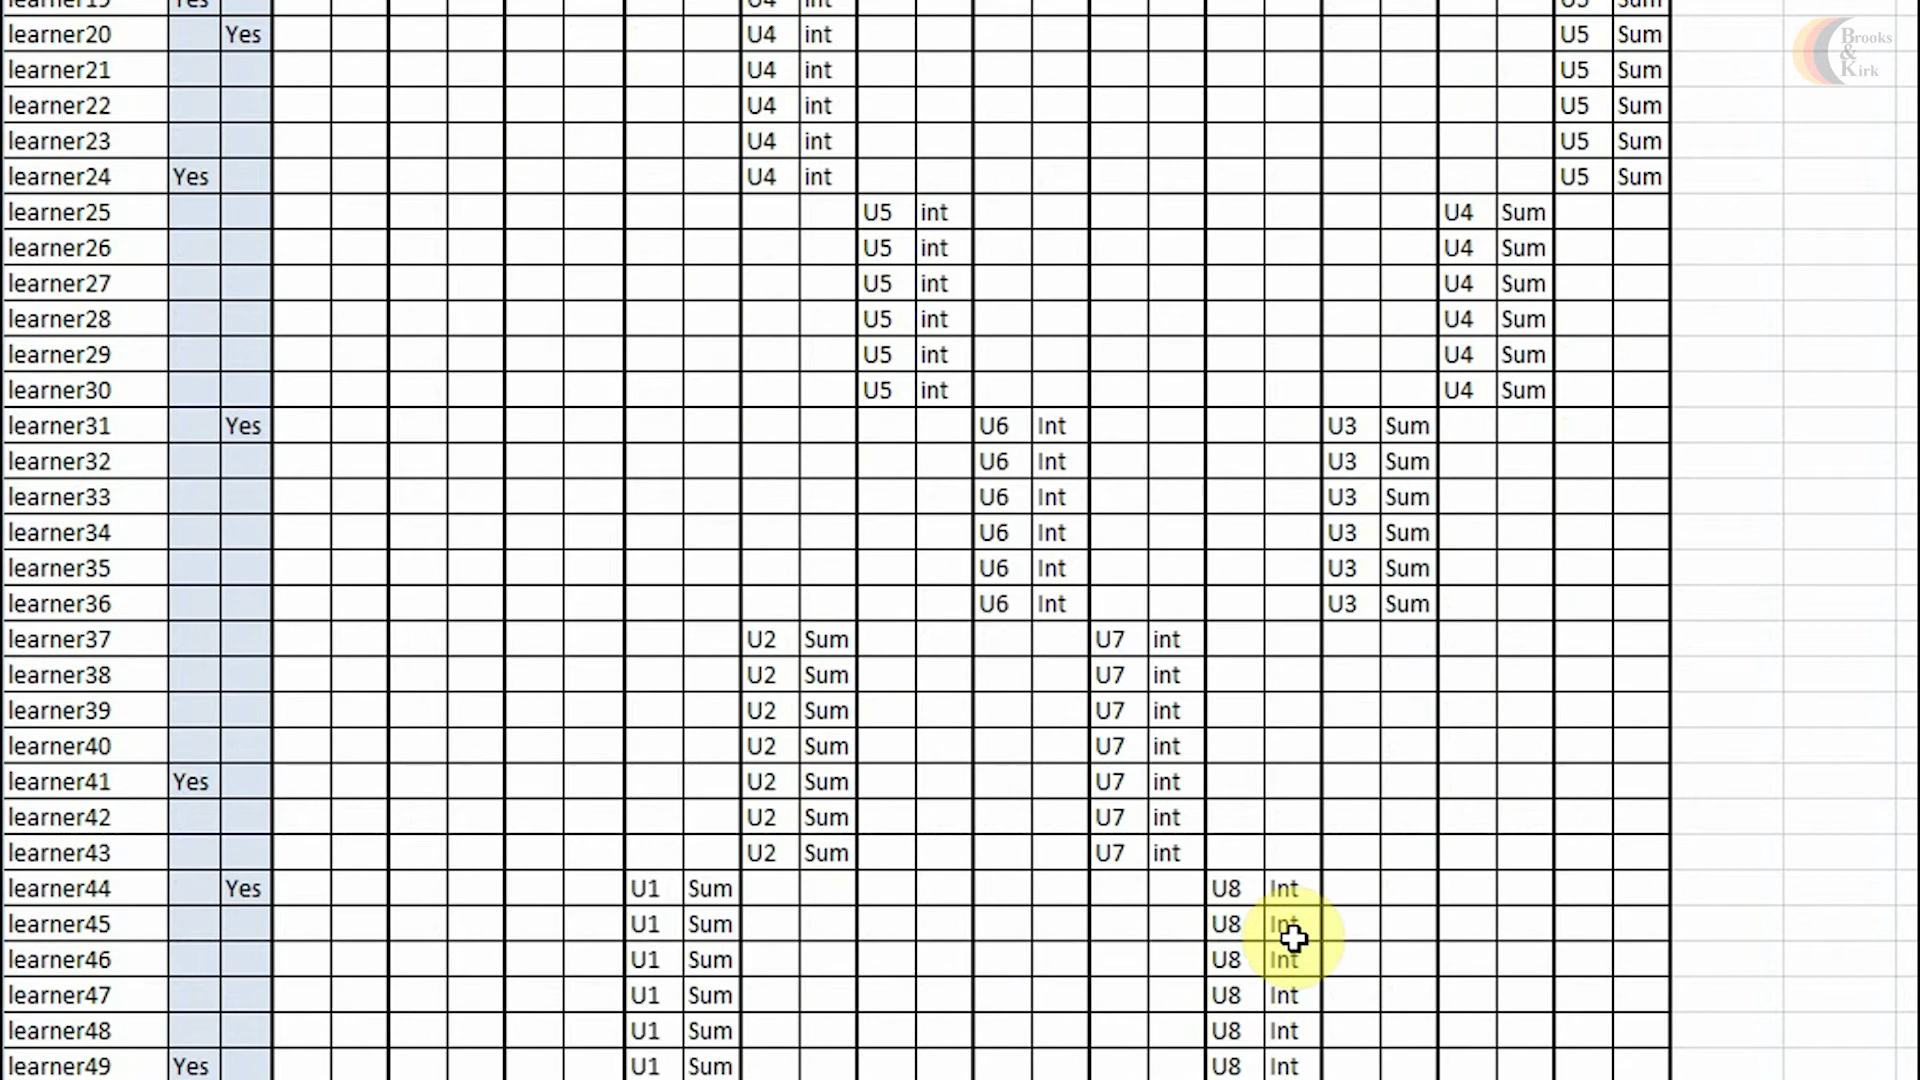 learner19 Yes U4 int U5 Sum
learner20 Yes U4 int U5 Sum
learner21 U4 int U5 Sum
learner22 U4 int U5 Sum
learner23 U4 int U5 Sum
learner24 Yes U4 int U5 Sum
learner25 U5 int U4 Sum
learner26 U5 int U4 Sum
learner27 U5 int U4 Sum
learner28 U5 int U4 Sum
learner29 U5 int U4 Sum
learner30 U5 int U4 Sum
learner31 Yes U6 Int U3 Sum
learner32 U6 Int U3 Sum
learner33 U6 Int U3 Sum
learner34 U6 Int U3 Sum
learner35 U6 Int U3 Sum
learner36 U6 Int U3 Sum
learner37 U2 Sum U7 int
learner38 U2 Sum U7 int
learner39 U2 Sum U7 int
learner40 U2 Sum U7 int
learner41 Yes U2 Sum U7 int
learner42 U2 Sum U7 int
learner43 U2 Sum U7 int
learner44 Yes U1 Sum U8 Int
learner45 U1 Sum U8 Int
learner46 U1 Sum U8 Int
learner47 U1 Sum U8 Int
learner48 U1 Sum U8 Int
learner49 Yes U1 Sum U8 Int
Brooks
&
Kirk